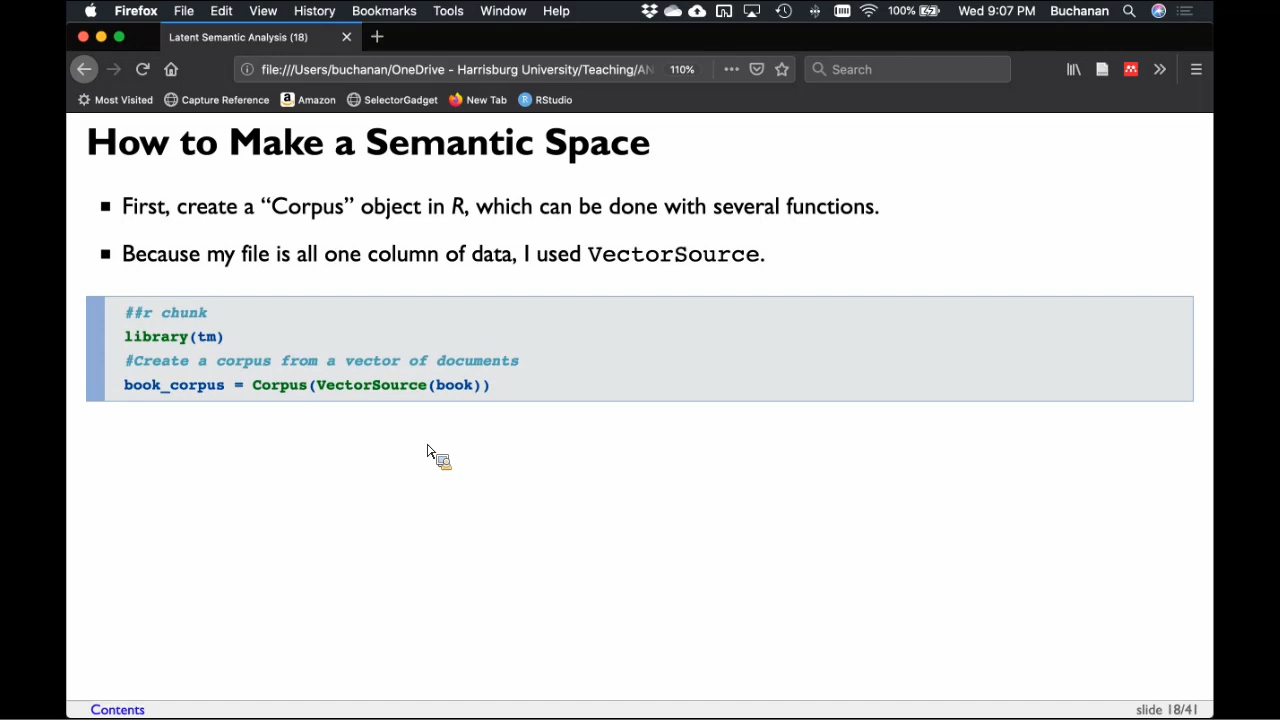 Firefox File Edit View History Bookmarks Tools Window Help 100% Wed 9:07 PM Buchanan
Latent Semantic Analysis (18)
file:///Users/buchanan/OneDrive - Harrisburg University/Teaching/AN 110% Search
Most Visited Capture Reference Amazon SelectorGadget New Tab RStudio
How to Make a Semantic Space
■ First, create a “Corpus” object in R, which can be done with several functions.
■ Because my file is all one column of data, I used VectorSource.
##r chunk
library(tm)
#Create a corpus from a vector of documents
book_corpus = Corpus(VectorSource(book))
Contents slide 18/41